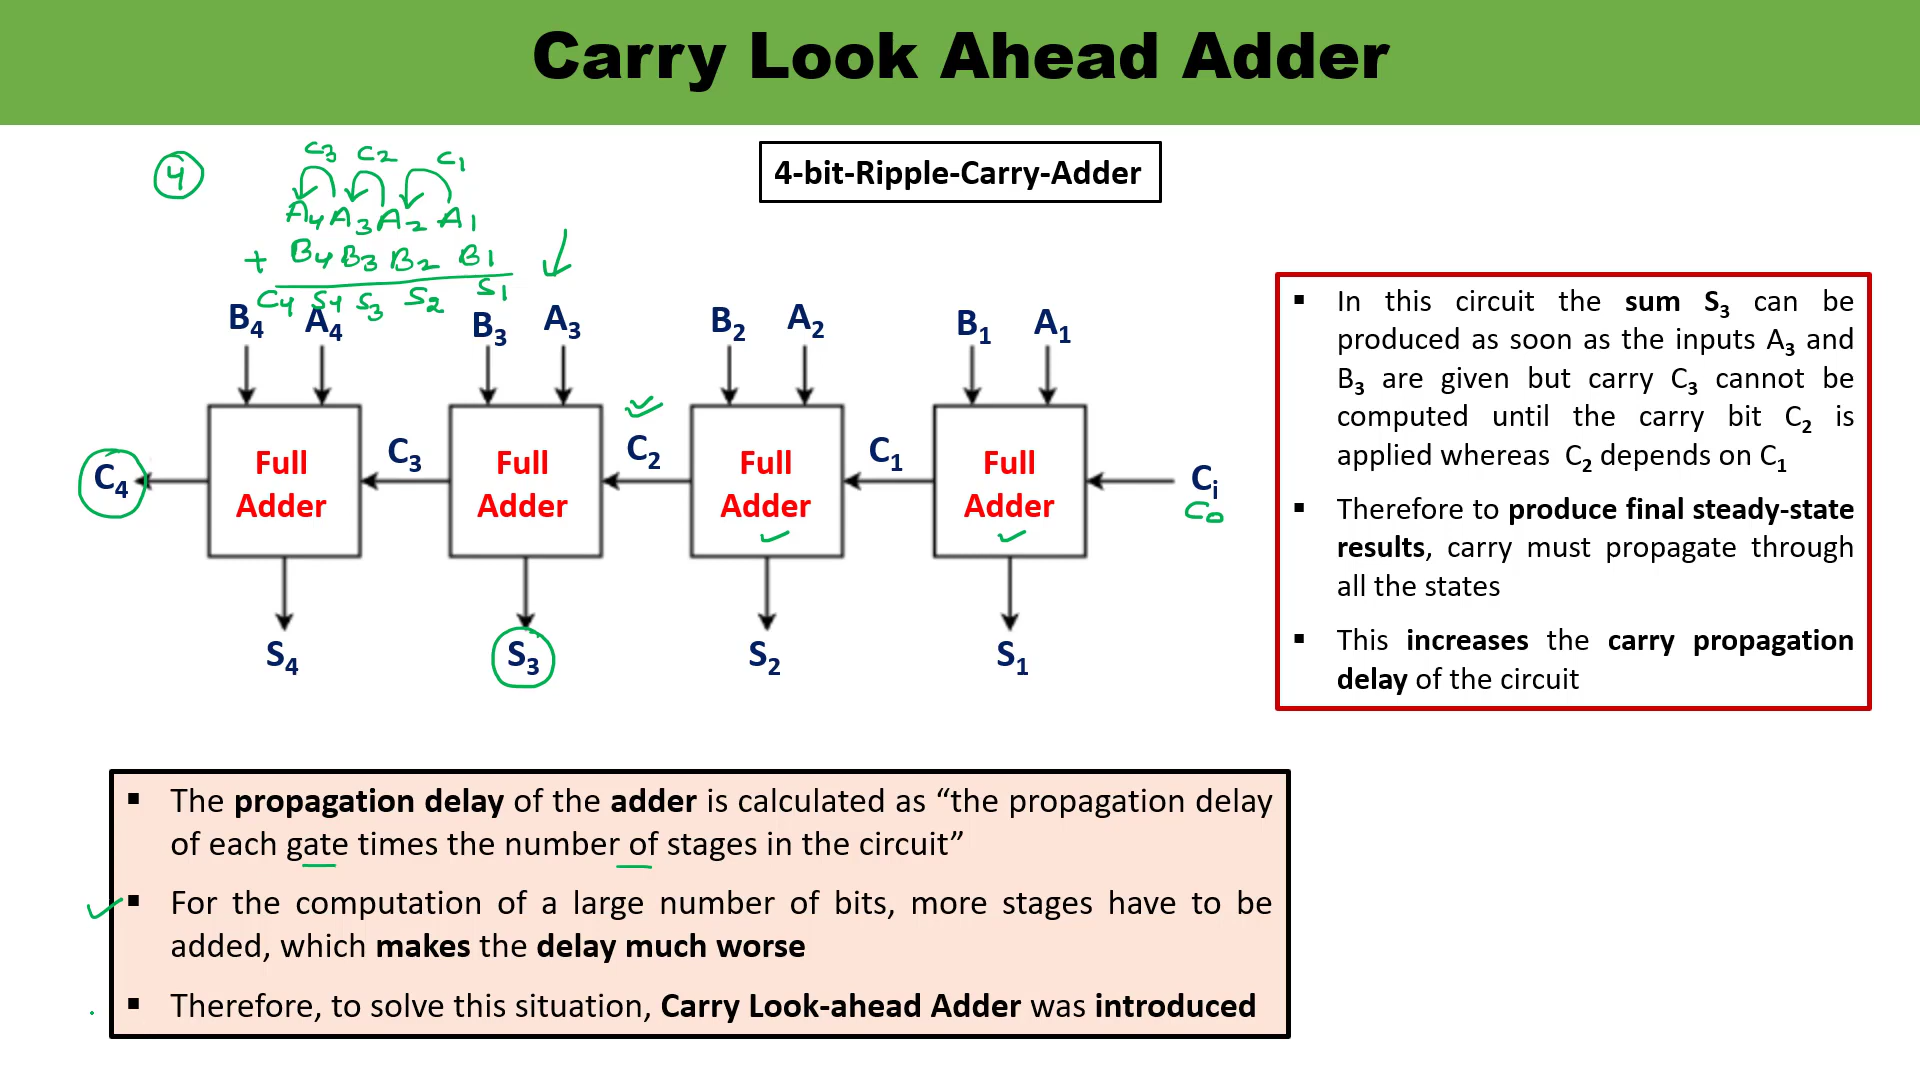 Carry Look Ahead Adder
4-bit-Ripple-Carry-Adder
4
C3 C2 C1
A4 A3 A2 A1
+ B4 B3 B2 B1
C4 S4 S3 S2 S1
B4 A4 B3 A3 B2 A2 B1 A1
Full Adder
Full Adder
Full Adder
Full Adder
C4 C3 C2 C1 Ci
C0
S4 S3 S2 S1
▪ In this circuit the sum S3 can be
produced as soon as the inputs A3 and
B3 are given but carry C3 cannot be
computed until the carry bit C2 is
applied whereas C2 depends on C1
▪ Therefore to produce final steady-state
results, carry must propagate through
all the states
▪ This increases the carry propagation
delay of the circuit
▪ The propagation delay of the adder is calculated as “the propagation delay
of each gate times the number of stages in the circuit”
▪ For the computation of a large number of bits, more stages have to be
added, which makes the delay much worse
▪ Therefore, to solve this situation, Carry Look-ahead Adder was introduced